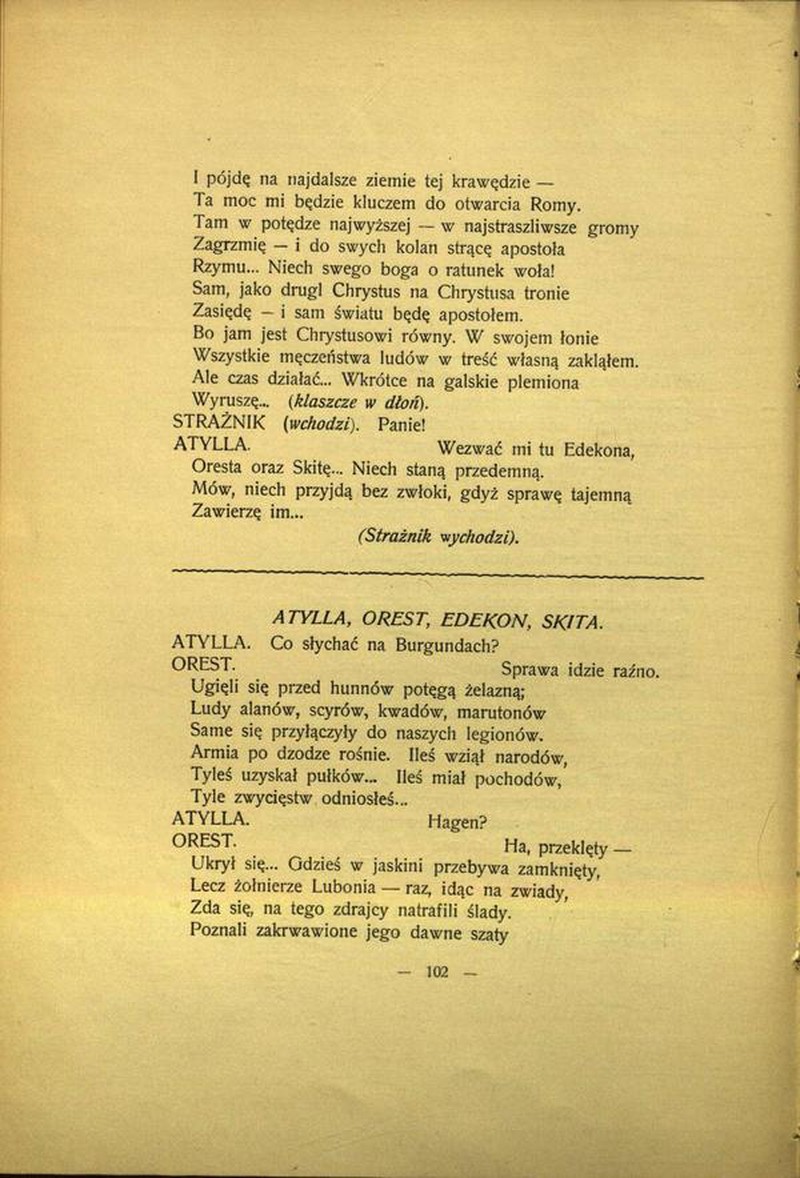 I pójdę na najdalsze ziemie tej krawędzie —
Ta moc mi będzie kluczem do otwarcia Romy.
Tam w potędze najwyższej — w najstraszliwsze gromy
Zagrzmię — i do swych kolan strącę apostoła
Rzymu... Niech swego boga o ratunek woła!
Sam, jako drugI Chrystus na Chrystusa tronie
Zasiędę — i sam światu będę apostołem.
Bo jam jest Chrystusowi równy. W swojem łonie
Wszystkie męczeństwa ludów w treść własną zakląłem.
Ale czas działać... Wkrótce na galskie plemiona
Wyruszę... (klaszcze w dłoń).
STRAŻNIK (wchodzi). Panie!
ATYLLA. Wezwać mi tu Edekona,
Oresta oraz Skitę... Niech staną przedemną.
Mów, niech przyjdą bez zwłoki, gdyż sprawę tajemną
Zawierzę im...
(Strażnik wychodzi).
ATYLLA, OREST, EDEKON, SKITA.
ATYLLA. Co słychać na Burgundach?
OREST. Sprawa idzie raźno.
Ugięli się przed hunnów potęgą żelazną;
Ludy alanów, scyrów, kwadów, marutonów
Same się przyłączyły do naszych legionów.
Armia po dzodze rośnie. Ileś wziął narodów,
Tyleś uzyskał pułków... Ileś miał pochodów,
Tyle zwycięstw odniosłeś...
ATYLLA. Hagen?
OREST. Ha, przeklęty —
Ukrył się... Gdzieś w jaskini przebywa zamknięty,
Lecz żołnierze Lubonia — raz, idąc na zwiady,
Zda się, na tego zdrajcy natrafili ślady.
Poznali zakrwawione jego dawne szaty
— 102 —